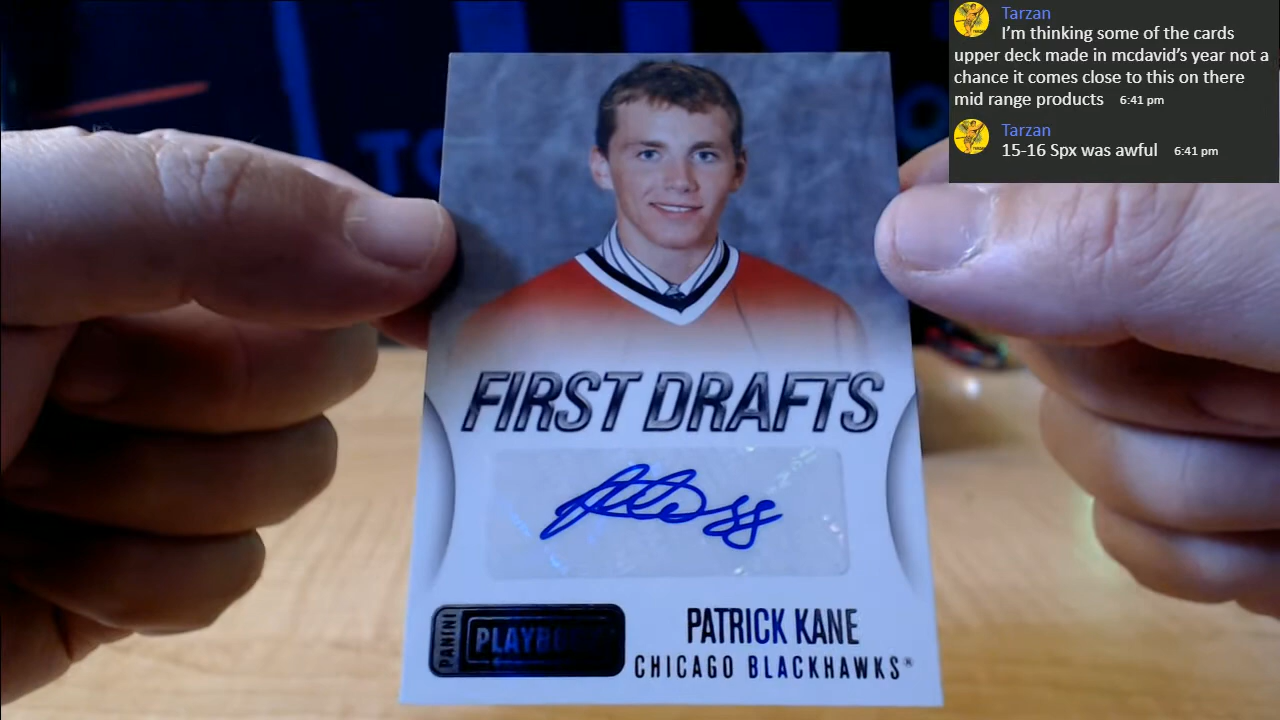 Tarzan
I'm thinking some of the cards
upper deck made in mcdavid's year not a
chance it comes close to this on there
mid range products 6:41 pm
Tarzan
15-16 Spx was awful 6:41 pm
FIRST DRAFTS
PANINI
PATRICK KANE
CHICAGO BLACKHAWKS®